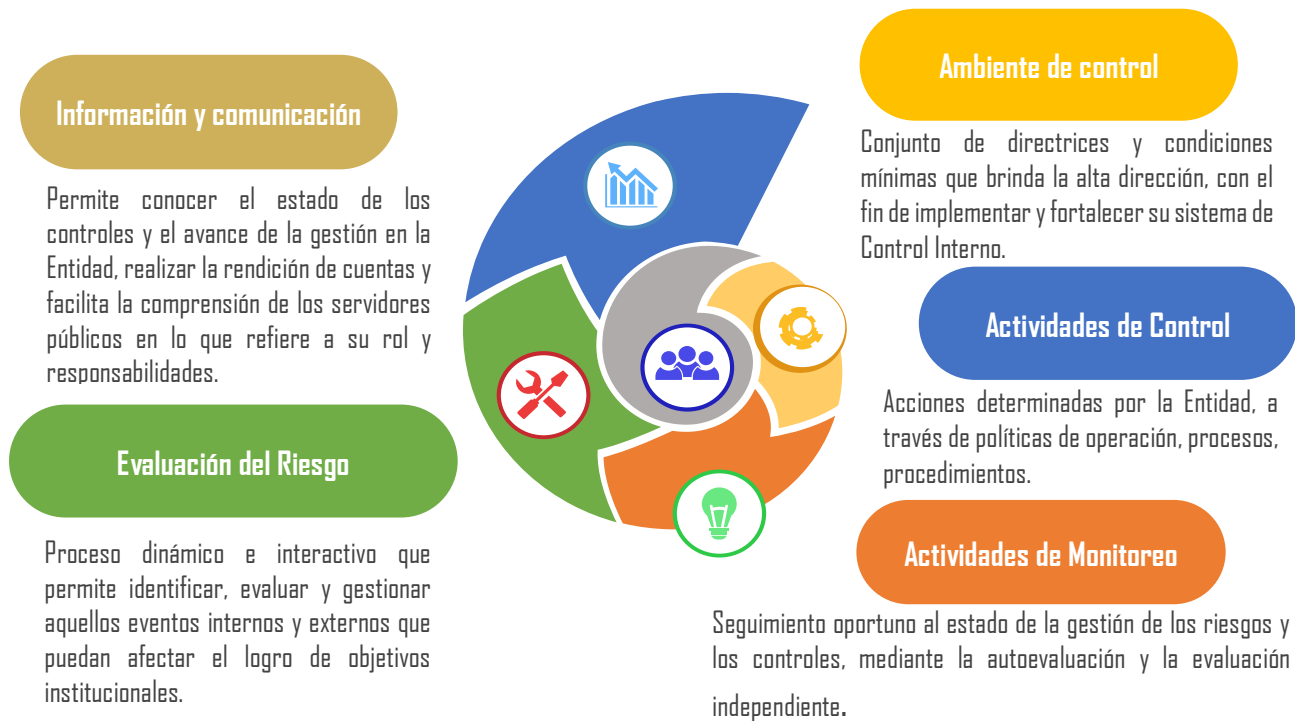 Información y comunicación
Permite conocer el estado de los
controles y el avance de la gestión en la
Entidad, realizar la rendición de cuentas y
facilita la comprensión de los servidores
públicos en lo que refiere a su rol y
responsabilidades.
Evaluación del Riesgo
Proceso dinámico e interactivo que
permite identificar, evaluar y gestionar
aquellos eventos internos y externos que
puedan afectar el logro de objetivos
institucionales.
Ambiente de control
Conjunto de directrices y condiciones
mínimas que brinda la alta dirección, con el
fin de implementar y fortalecer su sistema de
Control Interno.
Actividades de Control
Acciones determinadas por la Entidad, a
través de políticas de operación, procesos,
procedimientos.
Actividades de Monitoreo
Seguimiento oportuno al estado de la gestión de los riesgos y
los controles, mediante la autoevaluación y la evaluación
independiente.